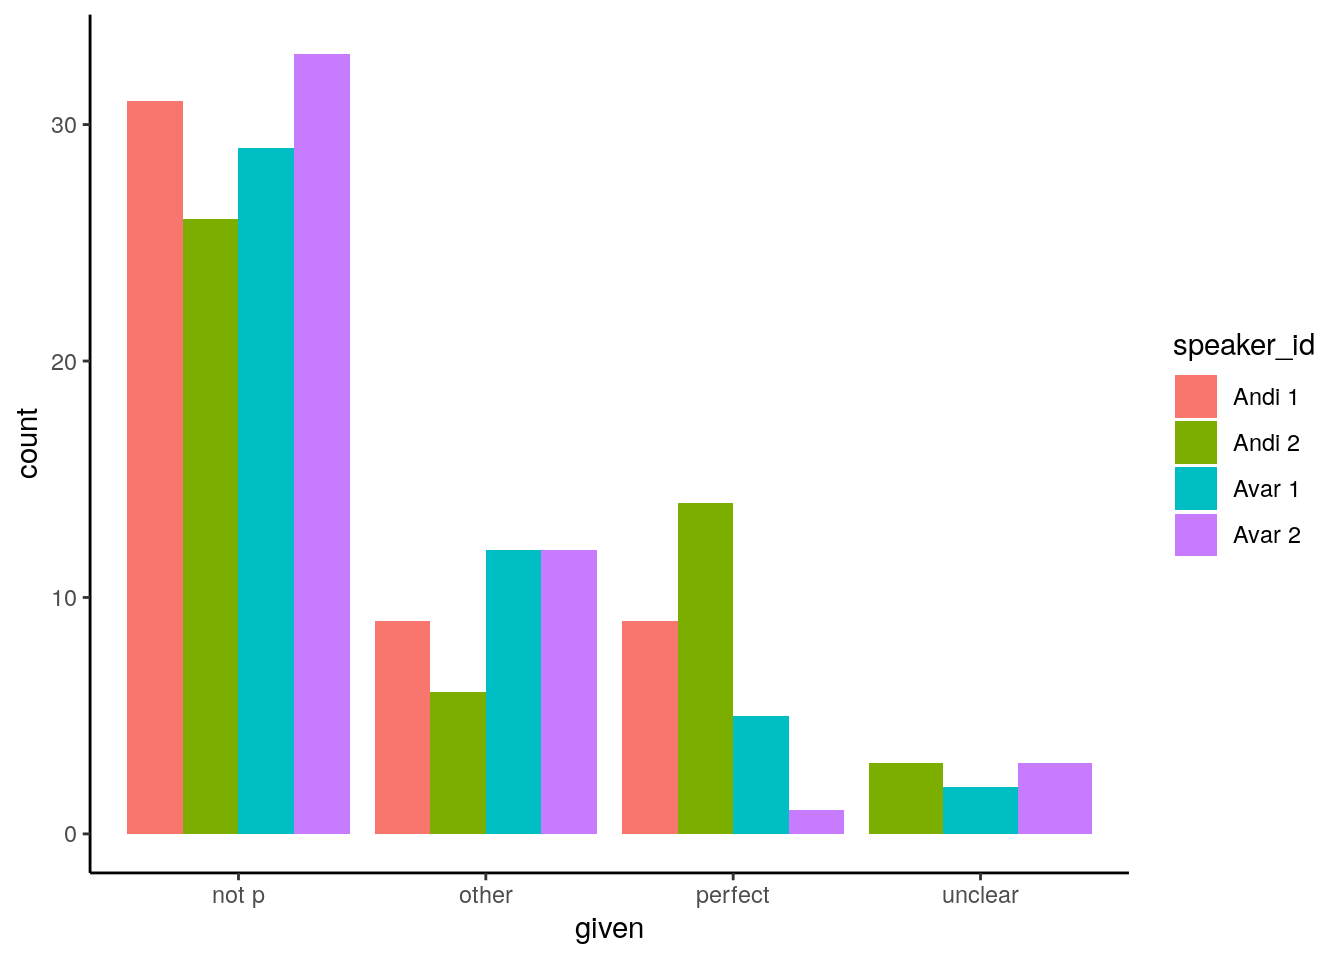 30
20
10
0
count
not p
other
perfect
unclear
given
speaker_id
Andi 1
Andi 2
Avar 1
Avar 2